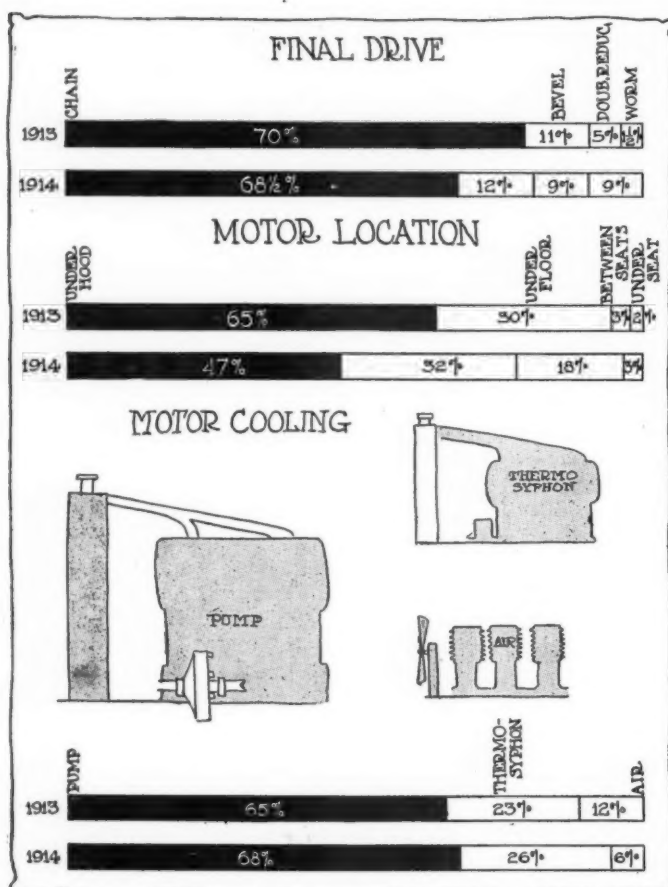 FINAL DRIVE
CHAIN BEVEL DOUB. REDUC. WORM
1913 70% 11% 5% 1½%
1914 68½% 12% 9% 9%
MOTOR LOCATION
UNDER HOOD UNDER FLOOR BETWEEN SEATS UNDER SEAT
1913 65% 30% 3% 2%
1914 47% 32% 18% 3%
MOTOR COOLING
THERMO
SYPHON
PUMP
AIR
PUMP THERMO-SYPHON AIR
1913 65% 23% 12%
1914 68% 26% 6%